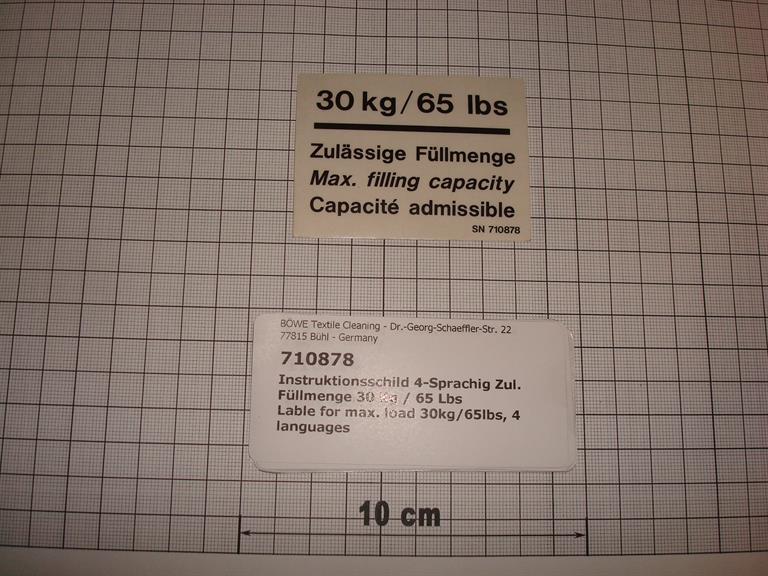 30 kg / 65 lbs
Zulässige Füllmenge
Max. filling capacity
Capacité admissible
SN 710878
BÖWE Textile Cleaning - Dr.-Georg-Schaeffler-Str. 22
77815 Bühl - Germany
710878
Instruktionsschild 4-Sprachig Zul.
Füllmenge 30 kg / 65 Lbs
Lable for max. load 30kg/65lbs, 4
languages
10 cm